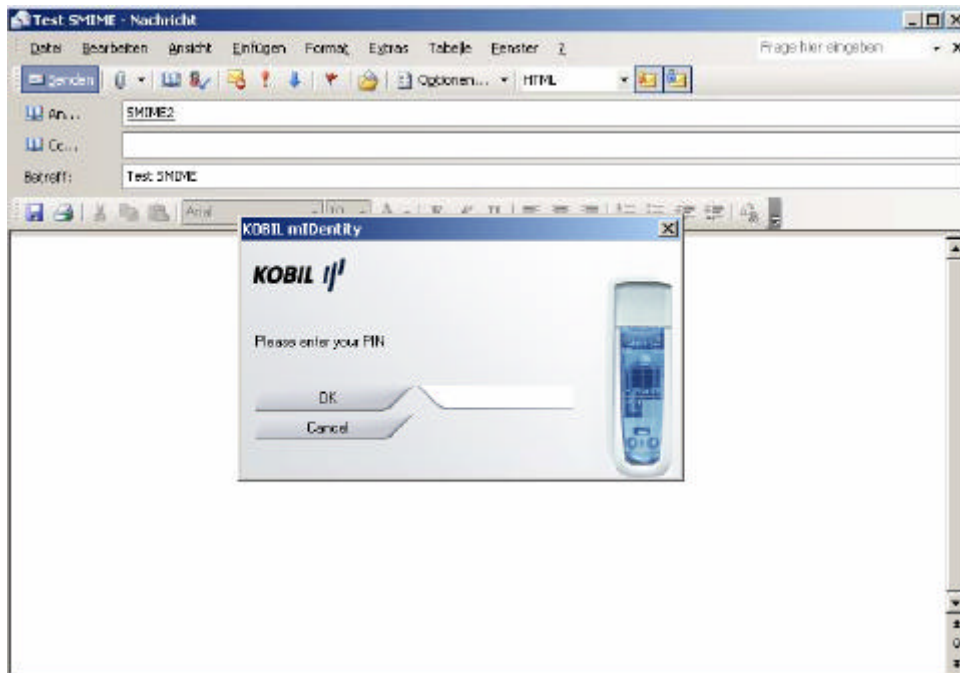 Test SMIME - Nachricht
Datei Bearbeiten Ansicht Einfügen Format Extras Tabelle Fenster ? Frage hier eingeben
Senden Optionen... HTML
An... SMIME2
Cc...
Betreff: Test SMIME
Arial 10 A
KOBIL mIDentity
KOBIL
Please enter your PIN
OK
Cancel